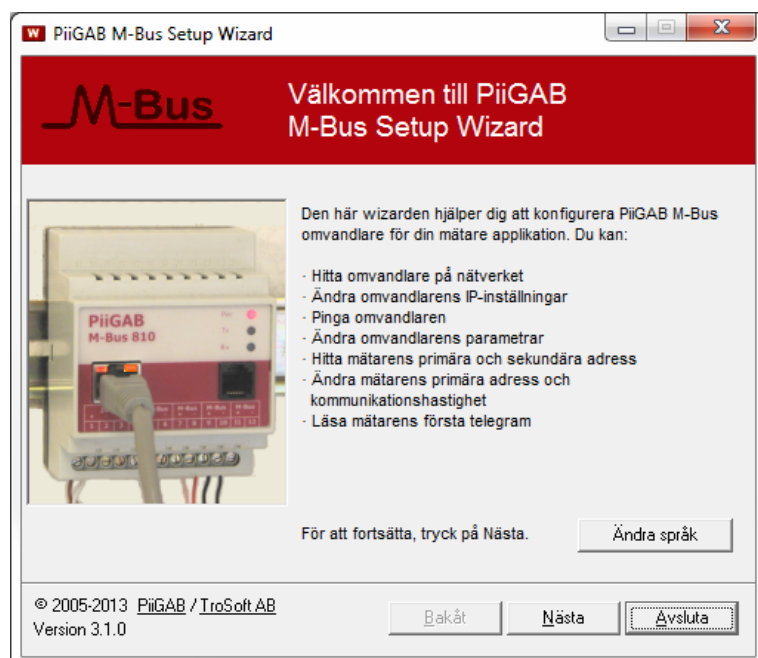 PiiGAB M-Bus Setup Wizard
M-Bus
Välkommen till PiiGAB
M-Bus Setup Wizard
Den här wizarden hjälper dig att konfigurera PiiGAB M-Bus
omvandlare för din mätare applikation. Du kan:
· Hitta omvandlare på nätverket
· Ändra omvandlarens IP-inställningar
· Pinga omvandlaren
· Ändra omvandlarens parametrar
· Hitta mätarens primära och sekundära adress
· Ändra mätarens primära adress och
kommunikationshastighet
· Läsa mätarens första telegram
PiiGAB
M-Bus 810
För att fortsätta, tryck på Nästa.
Ändra språk
© 2005-2013 PiiGAB / TroSoft AB
Version 3.1.0
Bakåt
Nästa
Avsluta